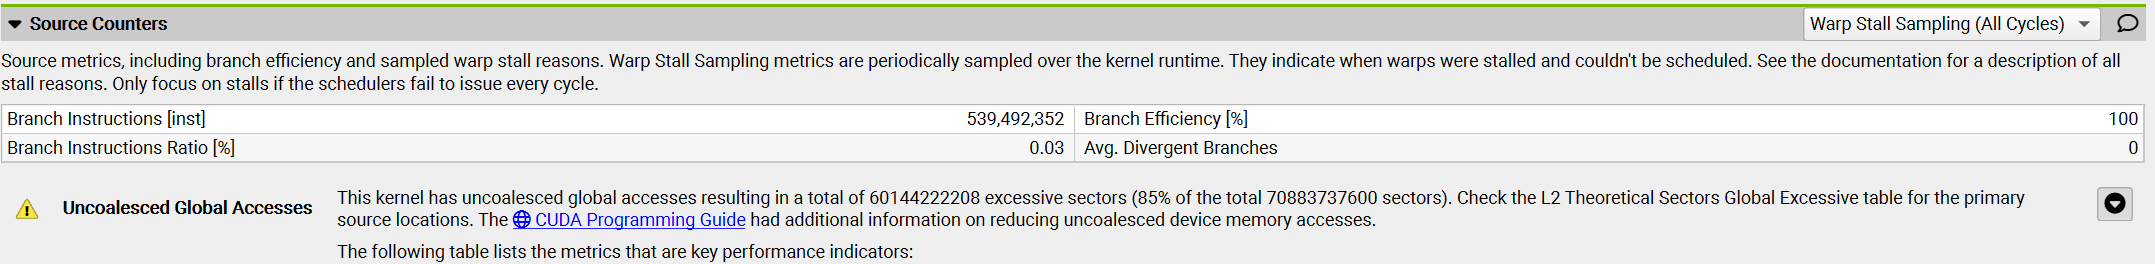 Source Counters
Warp Stall Sampling (All Cycles)
Source metrics, including branch efficiency and sampled warp stall reasons. Warp Stall Sampling metrics are periodically sampled over the kernel runtime. They indicate when warps were stalled and couldn't be scheduled. See the documentation for a description of all
stall reasons. Only focus on stalls if the schedulers fail to issue every cycle.
Branch Instructions [inst] 539,492,352 Branch Efficiency [%] 100
Branch Instructions Ratio [%] 0.03 Avg. Divergent Branches 0
Uncoalesced Global Accesses
This kernel has uncoalesced global accesses resulting in a total of 60144222208 excessive sectors (85% of the total 70883737600 sectors). Check the L2 Theoretical Sectors Global Excessive table for the primary
source locations. The CUDA Programming Guide had additional information on reducing uncoalesced device memory accesses.
The following table lists the metrics that are key performance indicators: